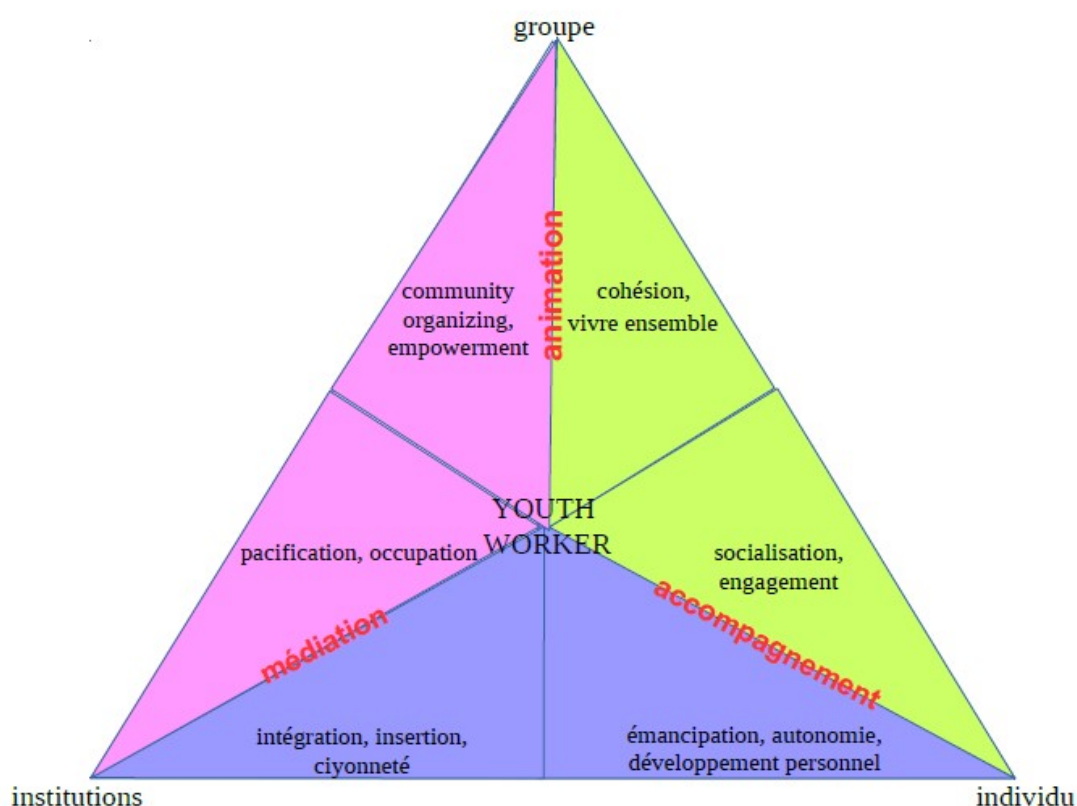 groupe
animation
community
organizing,
empowerment
cohésion,
vivre ensemble
YOUTH
WORKER
pacification, occupation
socialisation,
engagement
médiation
accompagnement
intégration, insertion,
ciyonneté
émancipation, autonomie,
développement personnel
institutions
individu